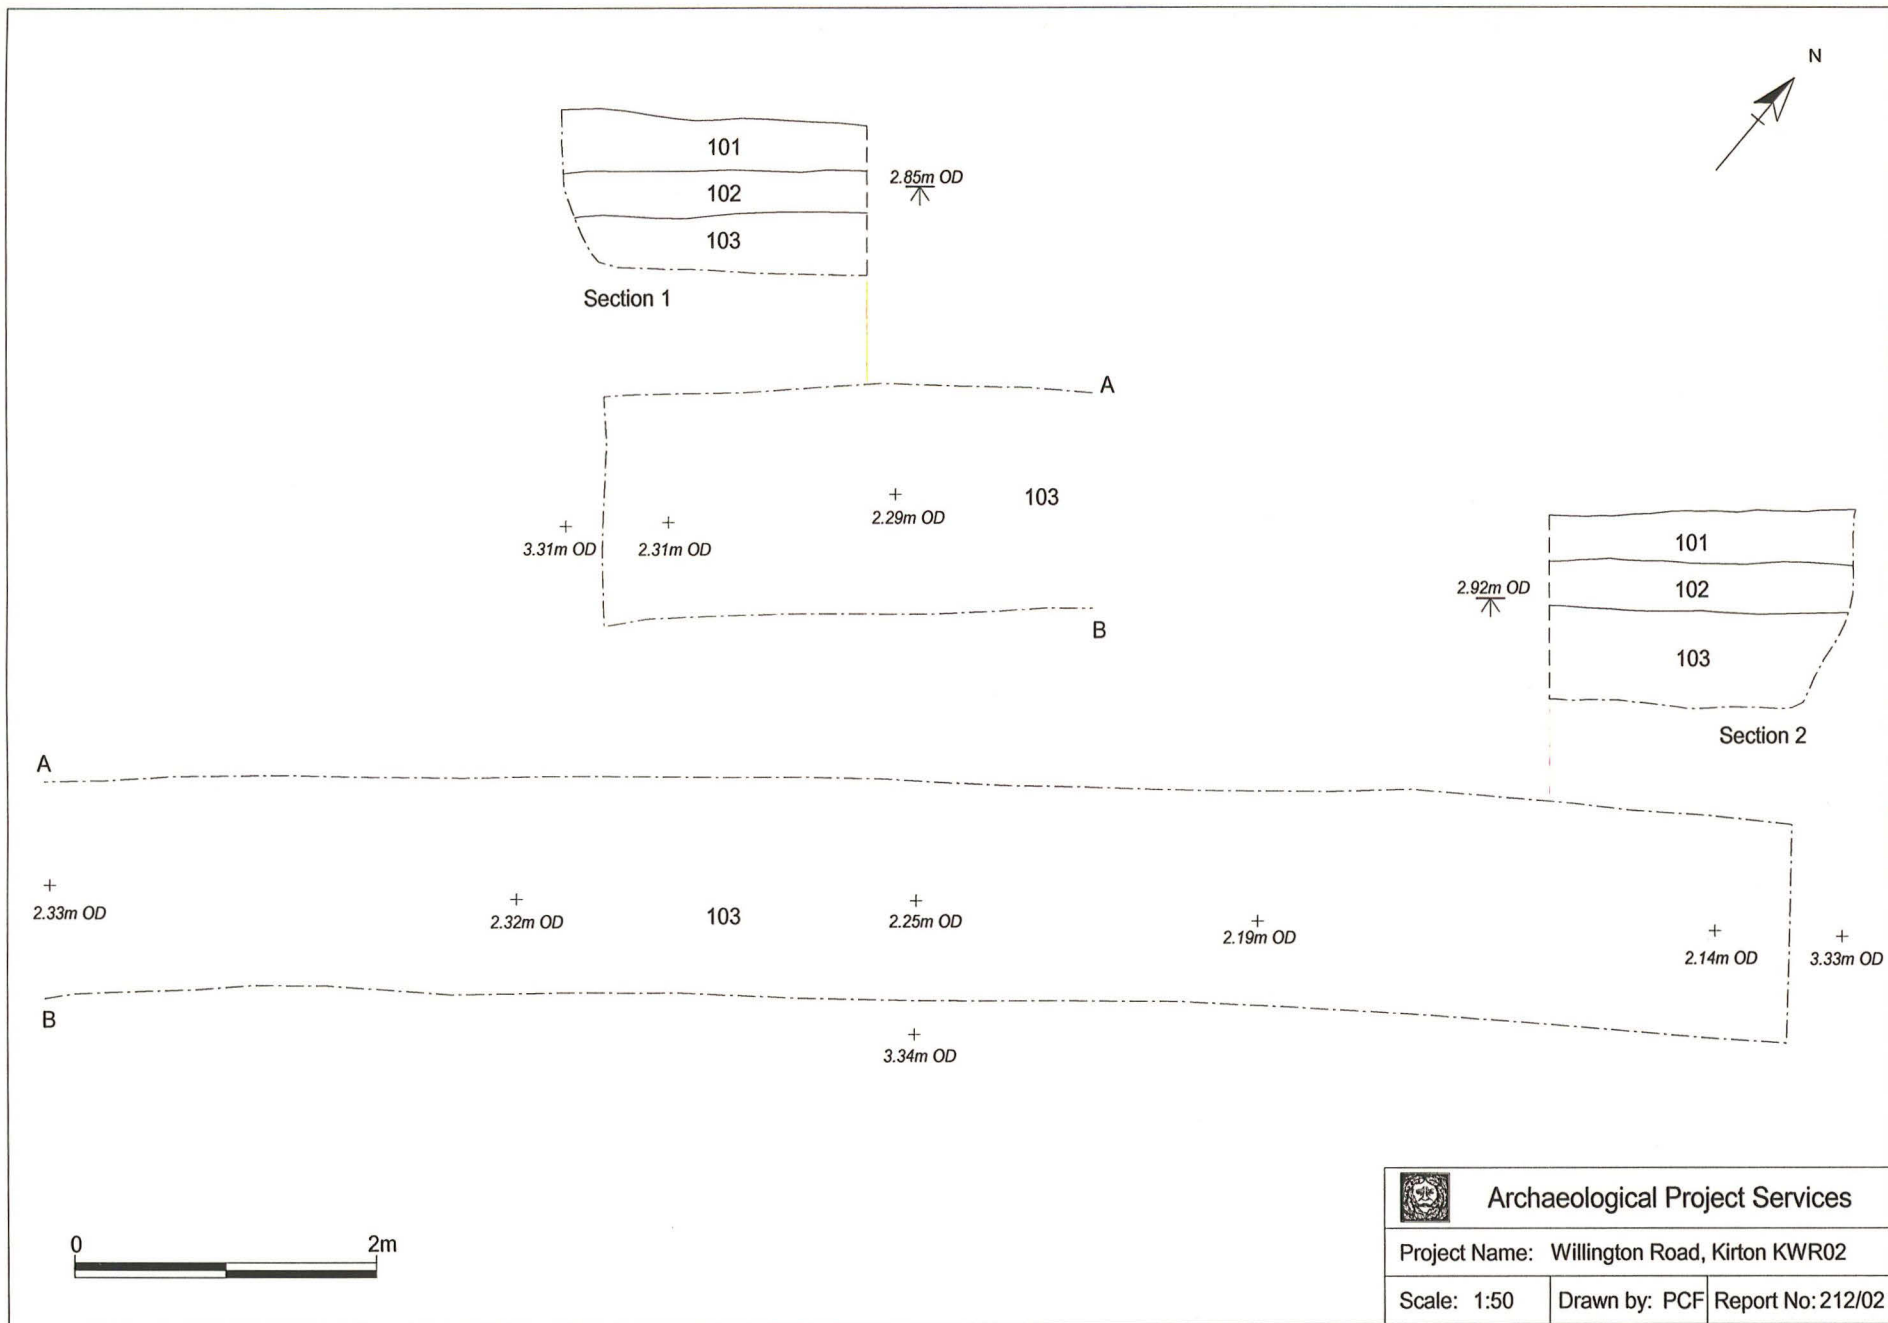 N
101
102
103
2.85m OD
Section 1
A
103
2.29m OD
3.31m OD
2.31m OD
B
101
102
103
2.92m OD
Section 2
A
2.33m OD
2.32m OD
103
2.25m OD
2.19m OD
2.14m OD
3.33m OD
B
3.34m OD
0 2m
Archaeological Project Services
Project Name: Willington Road, Kirton KWR02
Scale: 1:50 Drawn by: PCF Report No: 212/02